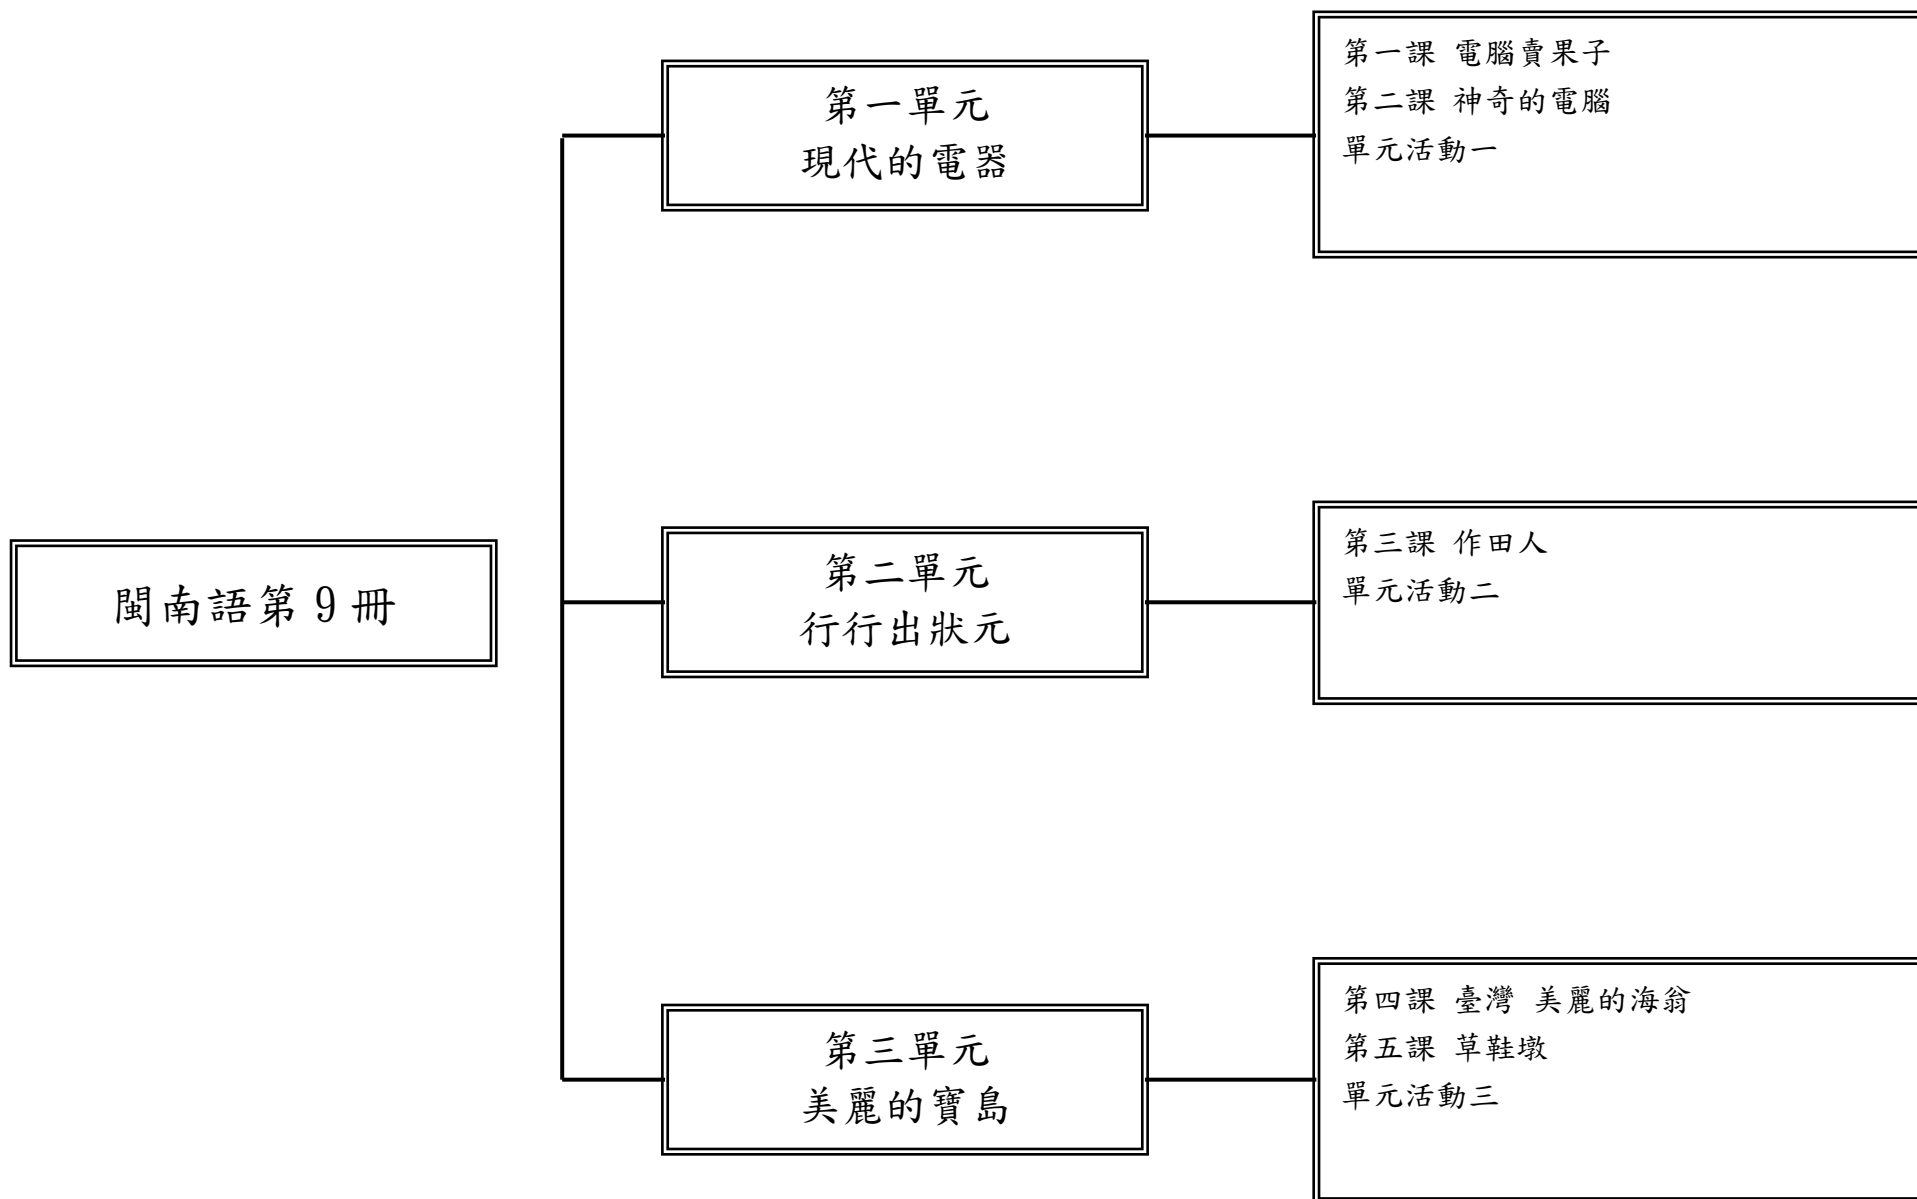 閩南語第 9 冊
第一單元
現代的電器
第一課 電腦賣果子
第二課 神奇的電腦
單元活動一
第二單元
行行出狀元
第三課 作田人
單元活動二
第三單元
美麗的寶島
第四課 臺灣 美麗的海翁
第五課 草鞋墩
單元活動三